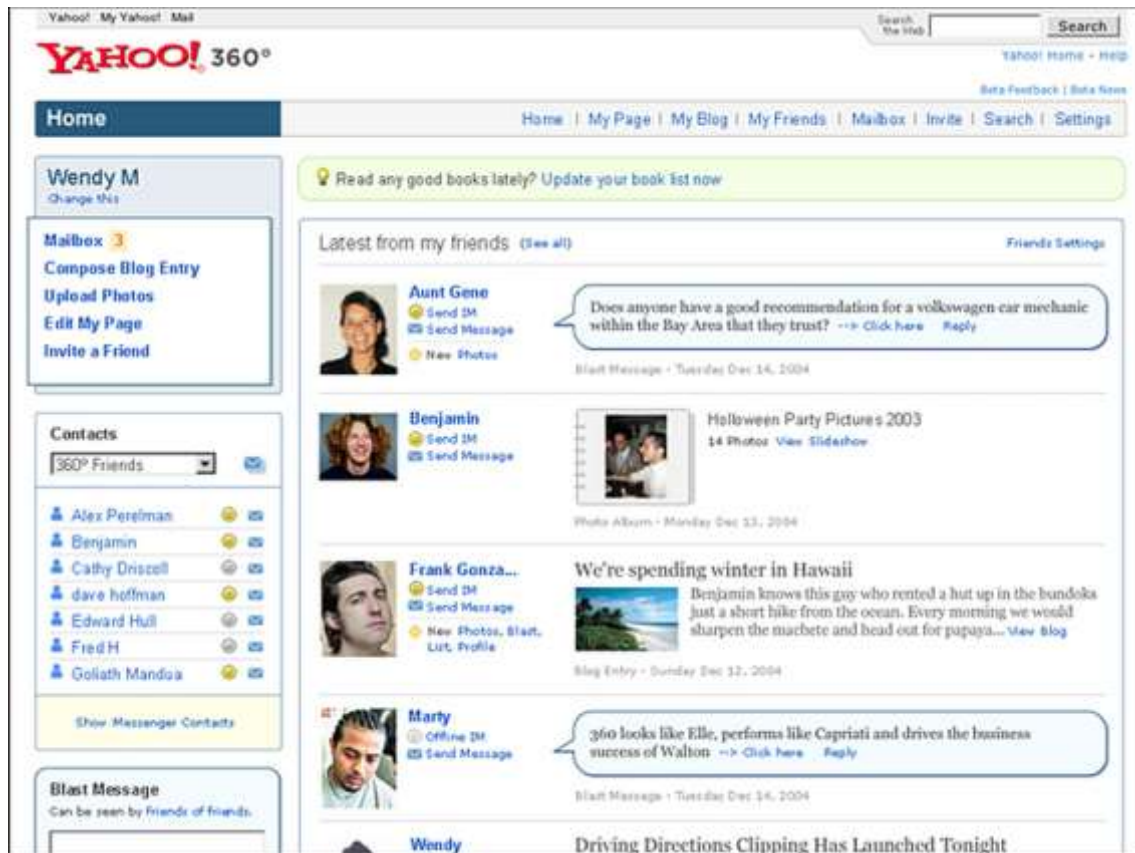 Yahoo! My Yahoo! Mail
Search
the Web
Search
YAHOO! 360°
Yahoo! Home - Help
Beta Feedback | Beta News
Home
Home | My Page | My Blog | My Friends | Mailbox | Invite | Search | Settings
Wendy M
Change this
Read any good books lately? Update your book list now
Mailbox 3
Compose Blog Entry
Upload Photos
Edit My Page
Invite a Friend
Contacts
360° Friends
Alex Perelman
Benjamin
Cathy Driscoll
dave hoffman
Edward Hull
Fred H
Goliath Mandoa
Show Messenger Contacts
Blast Message
Can be seen by friends of friends.
Latest from my friends (See all)
Friends Settings
Aunt Gene
Send IM
Send Message
New Photos
Does anyone have a good recommendation for a volkswagen car mechanic
within the Bay Area that they trust? --> Click here Reply
Blast Message - Tuesday Dec 14, 2004
Benjamin
Send IM
Send Message
Holloween Party Pictures 2003
14 Photos View Slideshow
Photo Album - Monday Dec 13, 2004
Frank Gonza...
Send IM
Send Message
New Photos, Blast,
List, Profile
We're spending winter in Hawaii
Benjamin knows this guy who rented a hut up in the bundoks
just a short hike from the ocean. Every morning we would
sharpen the machete and head out for papaya... View Blog
Blog Entry - Sunday Dec 12, 2004
Marty
Offline IM
Send Message
360 looks like Elle, performs like Capriati and drives the business
success of Walton --> Click here Reply
Blast Message - Tuesday Dec 14, 2004
Wendy
Driving Directions Clipping Has Launched Tonight